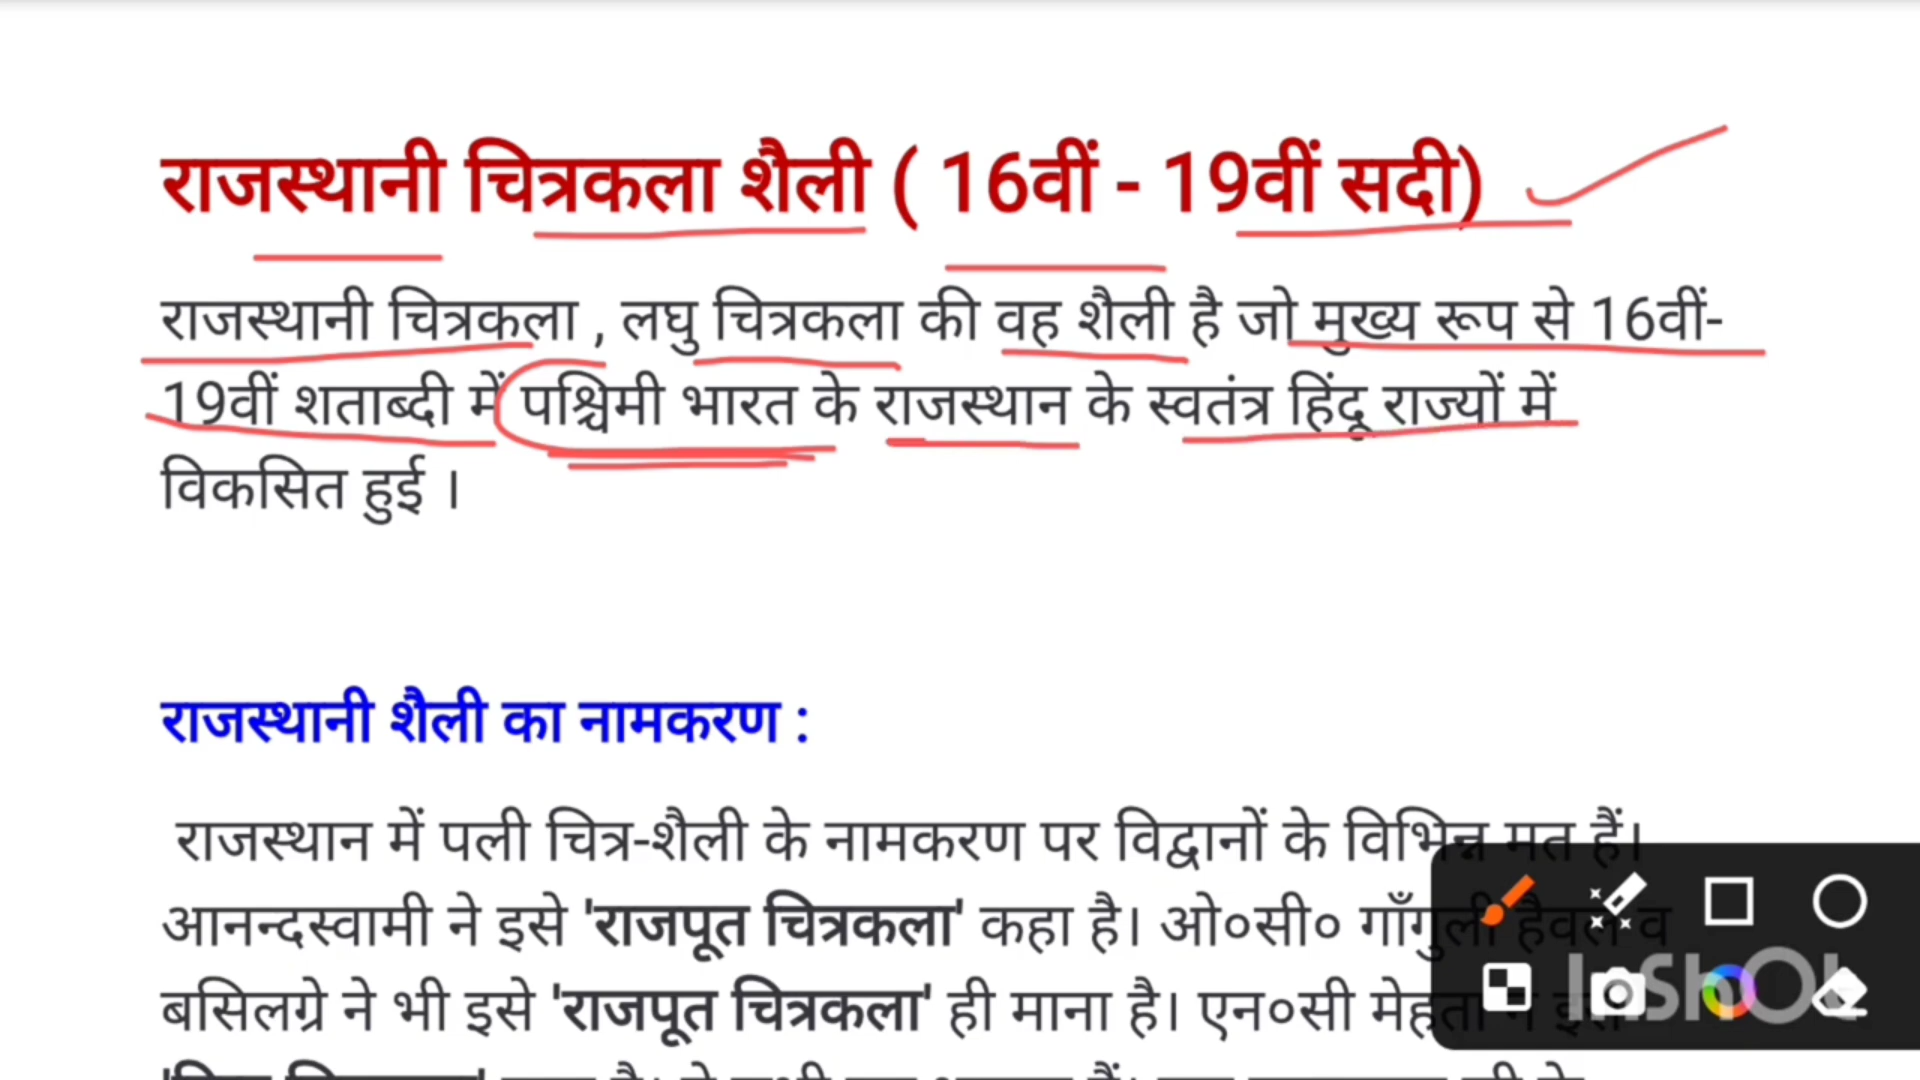 राजस्थानी चित्रकला शैली ( 16वीं - 19वीं सदी)
राजस्थानी चित्रकला , लघु चित्रकला की वह शैली है जो मुख्य रूप से 16वीं-
19वीं शताब्दी में पश्चिमी भारत के राजस्थान के स्वतंत्र हिंदू राज्यों में
विकसित हुई ।
राजस्थानी शैली का नामकरण :
राजस्थान में पली चित्र-शैली के नामकरण पर विद्वानों के विभिन्न मत हैं।
आनन्दस्वामी ने इसे 'राजपूत चित्रकला' कहा है। ओ०सी० गाँगुली हैवल व
बसिलग्रे ने भी इसे 'राजपूत चित्रकला' ही माना है। एन०सी मेहता ने इसे
InShOt